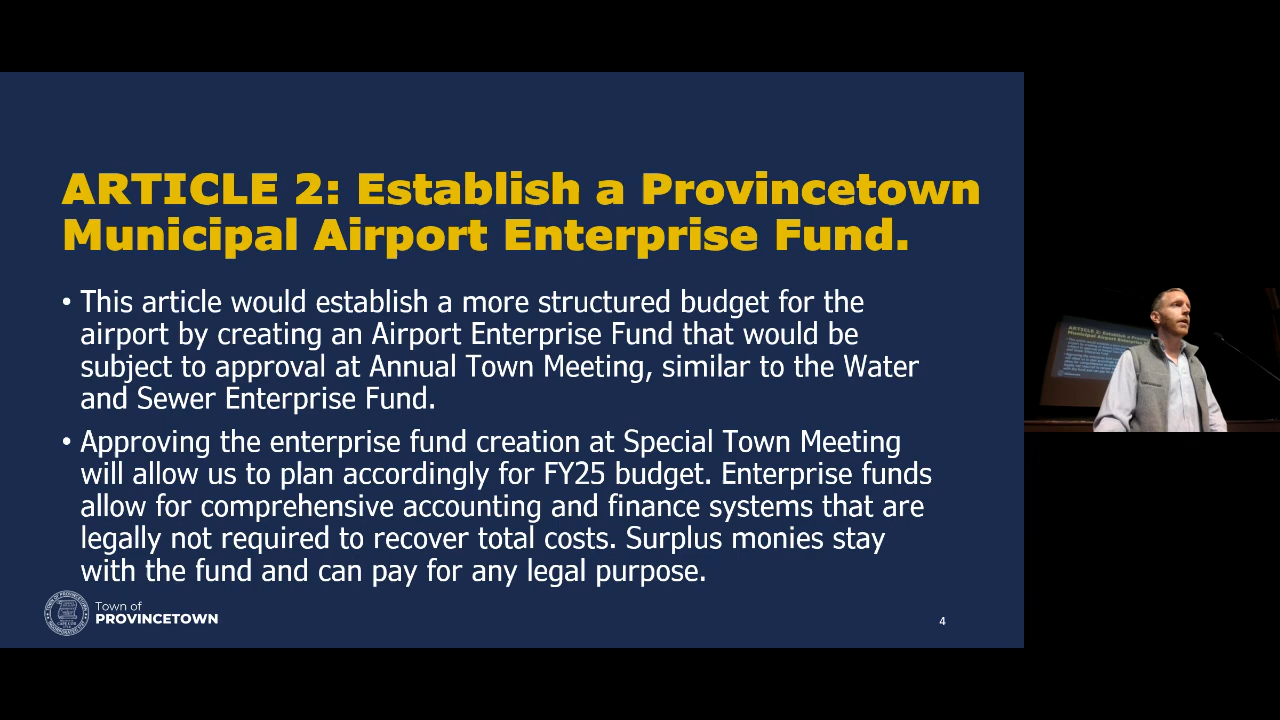 ARTICLE 2: Establish a Provincetown
Municipal Airport Enterprise Fund.
• This article would establish a more structured budget for the
airport by creating an Airport Enterprise Fund that would be
subject to approval at Annual Town Meeting, similar to the Water
and Sewer Enterprise Fund.
• Approving the enterprise fund creation at Special Town Meeting
will allow us to plan accordingly for FY25 budget. Enterprise funds
allow for comprehensive accounting and finance systems that are
legally not required to recover total costs. Surplus monies stay
with the fund and can pay for any legal purpose.
Town of
PROVINCETOWN
4